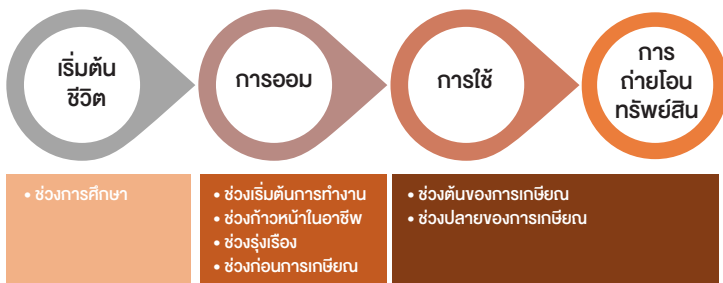 เริ่มต้น
ชีวิต
การออม
การใช้
การ
ถ่ายโอน
ทรัพย์สิน
• ช่วงการศึกษา
• ช่วงเริ่มต้นการทำงาน
• ช่วงก้าวหน้าในอาชีพ
• ช่วงรุ่งเรือง
• ช่วงก่อนการเกษียณ
• ช่วงต้นของการเกษียณ
• ช่วงปลายของการเกษียณ